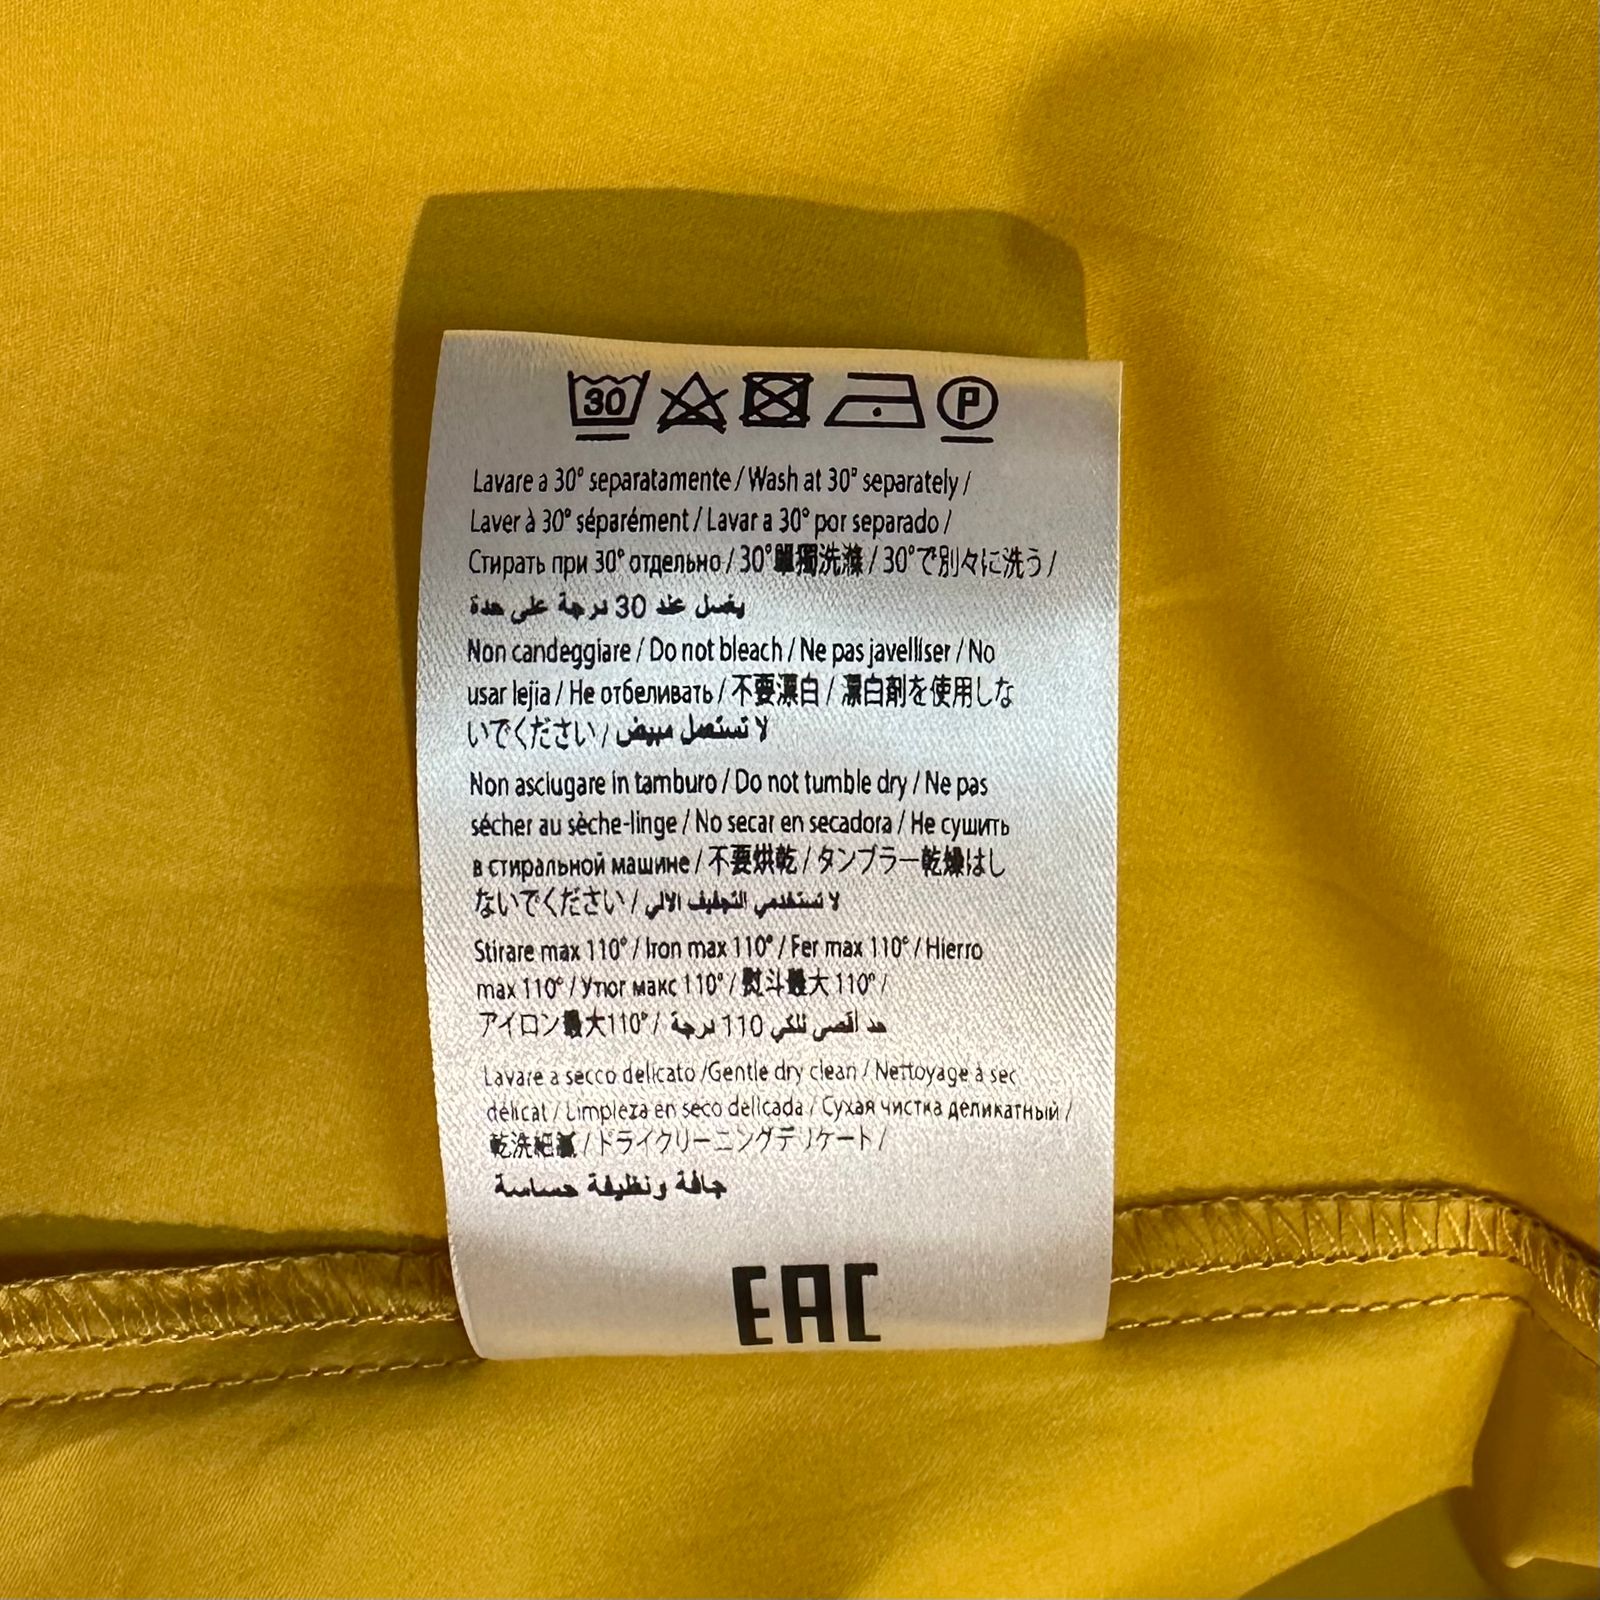 30 P
Lavare a 30° separatamente / Wash at 30° separately /
Laver à 30° séparément / Lavar a 30° por separado /
Стирать при 30° отдельно / 30°單獨洗滌 / 30°で別々に洗う /
يغسل عند 30 درجة على حدة
Non candeggiare / Do not bleach / Ne pas javelliser / No
usar lejia / Не отбеливать / 不要漂白 / 漂白剤を使用しな
いでください / لا تستعمل مبيض
Non asciugare in tamburo / Do not tumble dry / Ne pas
sécher au sèche-linge / No secar en secadora / Не сушить
в стиральной машине / 不要烘乾 / タンブラー乾燥はし
ないでください / لا تستخدمي التجفيف الالي
Stirare max 110° / Iron max 110° / Fer max 110° / Hierro
max 110° / Утюг макс 110° / 熨斗最大 110° /
アイロン最大110° / حد أقصى للكي 110 درجة
Lavare a secco delicato /Gentle dry clean / Nettoyage à sec
délicat / Limpieza en seco delicada / Сухая чистка деликатный /
乾洗細 / ドライクリーニングデリケート /
جافة ونظيفة حساسة
EAC